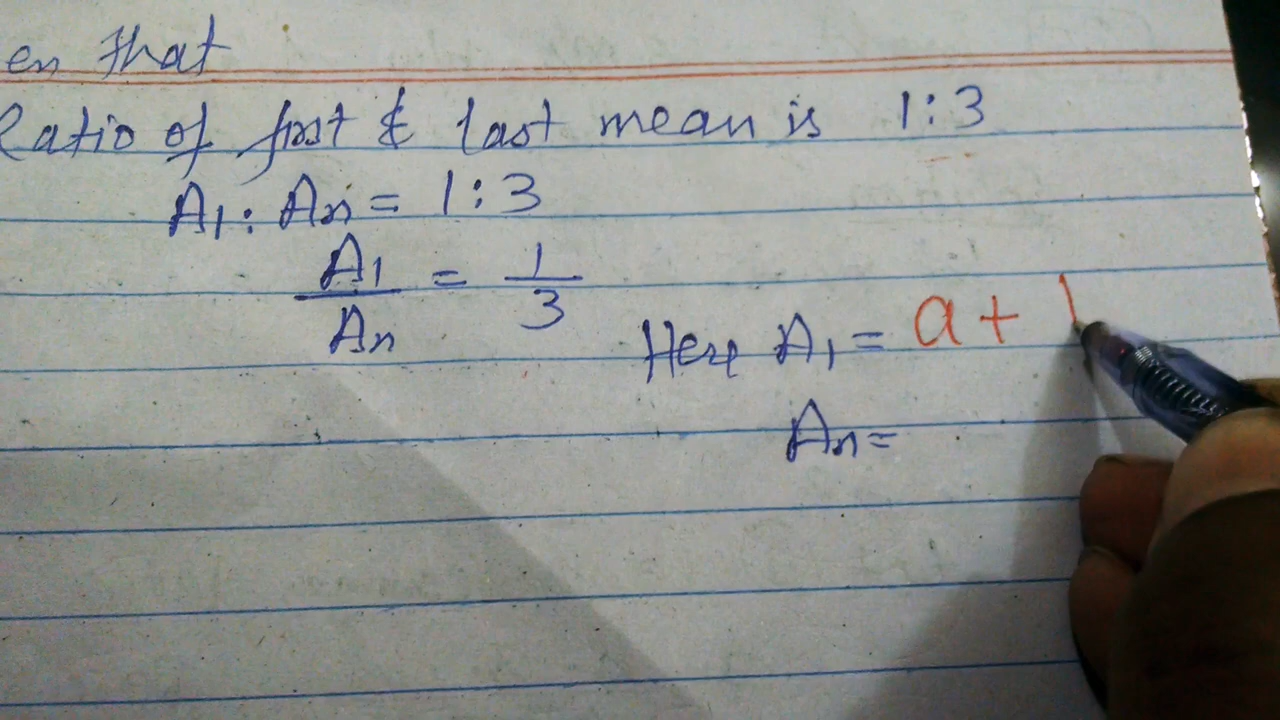 en that
Ratio of first & last mean is 1:3
A1: An = 1:3
A1/An = 1/3
Here A1 = a +
An =